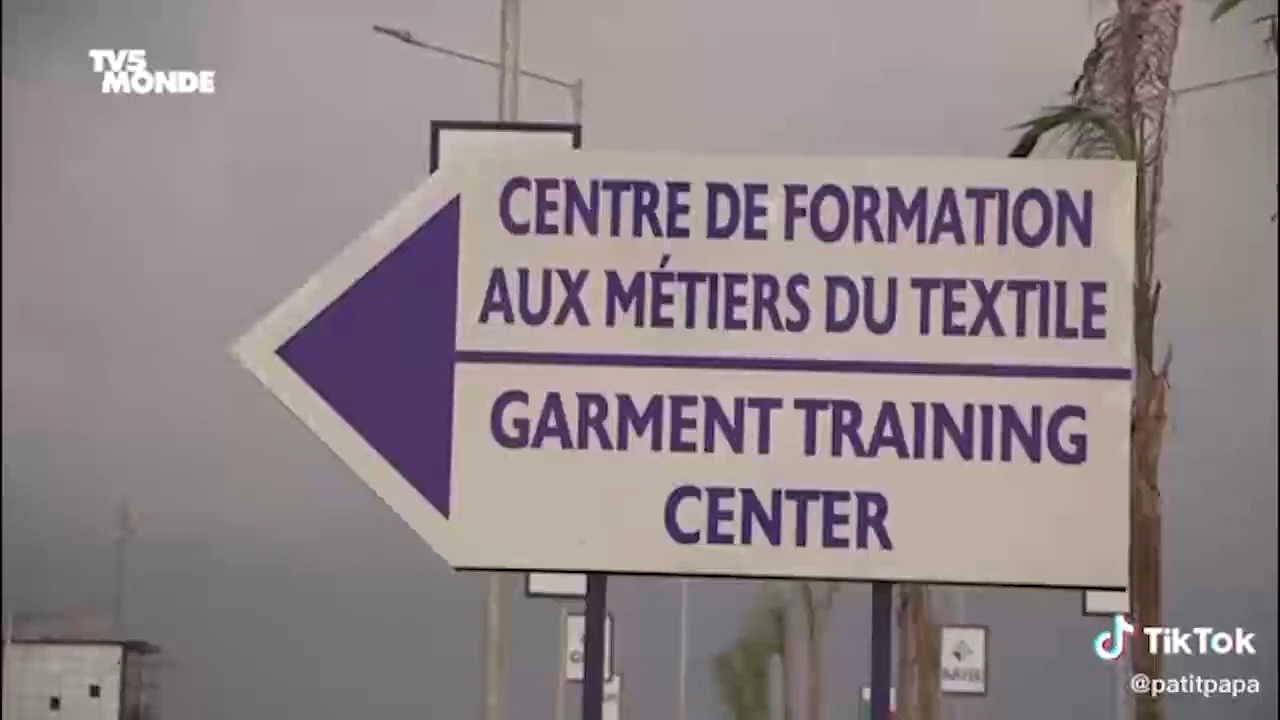 TV5
MONDE
CENTRE DE FORMATION
AUX MÉTIERS DU TEXTILE
GARMENT TRAINING
CENTER
TikTok
@patitpapa